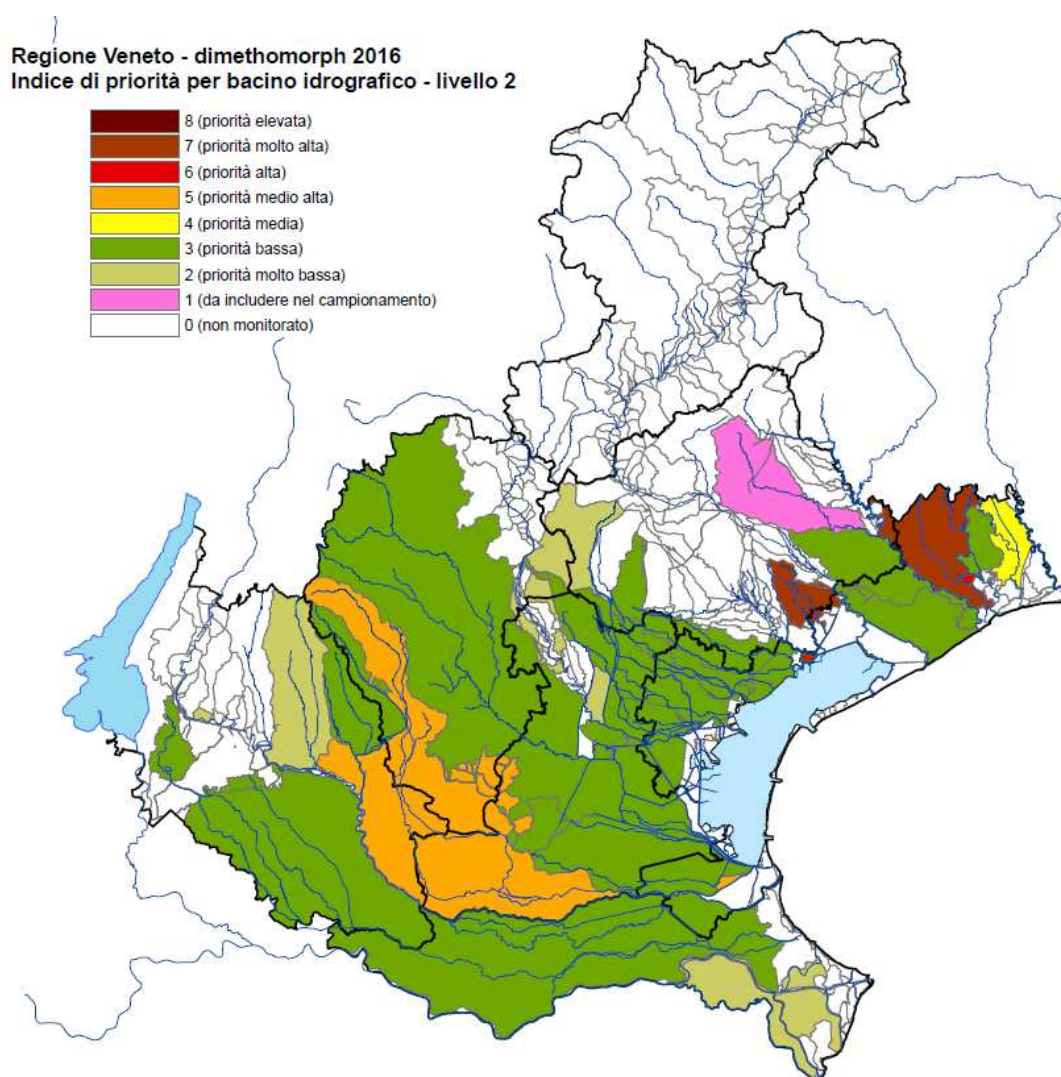 Regione Veneto - dimethomorph 2016
Indice di priorità per bacino idrografico - livello 2
8 (priorità elevata)
7 (priorità molto alta)
6 (priorità alta)
5 (priorità medio alta)
4 (priorità media)
3 (priorità bassa)
2 (priorità molto bassa)
1 (da includere nel campionamento)
0 (non monitorato)